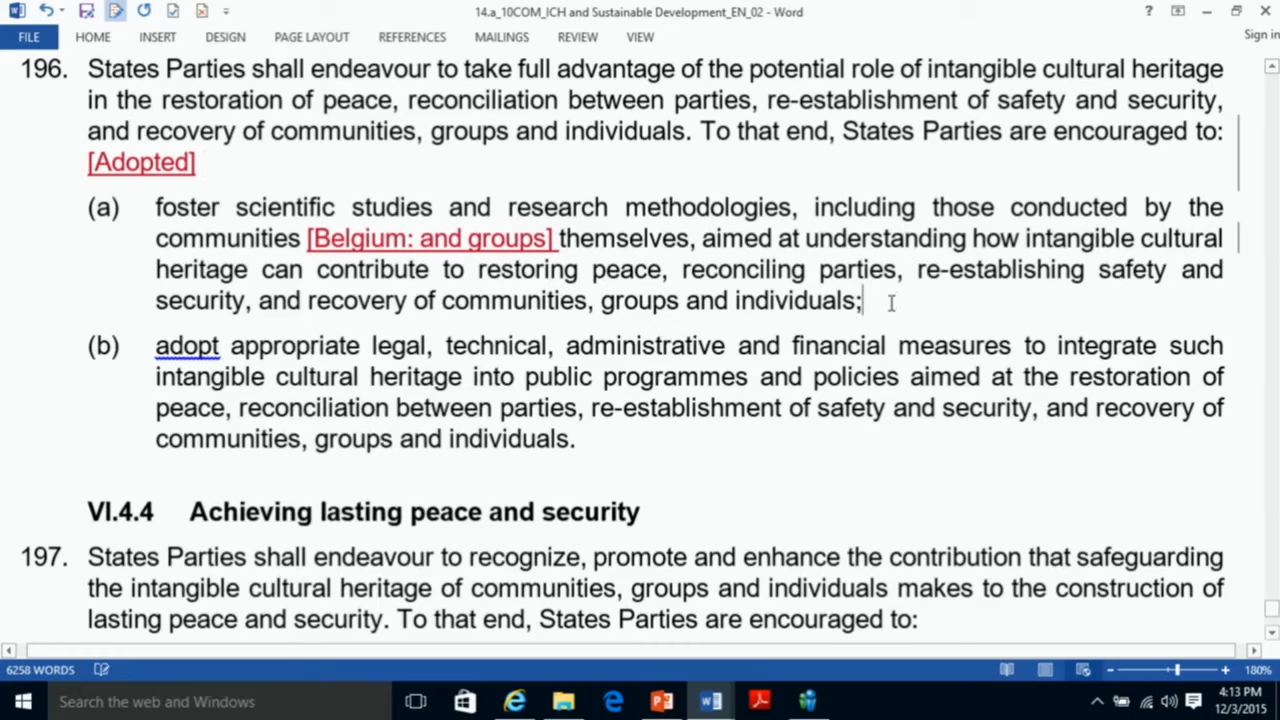 14.a_10COM_ICH and Sustainable Development_EN_02 - Word
FILE HOME INSERT DESIGN PAGE LAYOUT REFERENCES MAILINGS REVIEW VIEW Sign in
196. States Parties shall endeavour to take full advantage of the potential role of intangible cultural heritage
in the restoration of peace, reconciliation between parties, re-establishment of safety and security,
and recovery of communities, groups and individuals. To that end, States Parties are encouraged to:
[Adopted]
(a) foster scientific studies and research methodologies, including those conducted by the
communities [Belgium: and groups] themselves, aimed at understanding how intangible cultural
heritage can contribute to restoring peace, reconciling parties, re-establishing safety and
security, and recovery of communities, groups and individuals;
(b) adopt appropriate legal, technical, administrative and financial measures to integrate such
intangible cultural heritage into public programmes and policies aimed at the restoration of
peace, reconciliation between parties, re-establishment of safety and security, and recovery of
communities, groups and individuals.
VI.4.4 Achieving lasting peace and security
197. States Parties shall endeavour to recognize, promote and enhance the contribution that safeguarding
the intangible cultural heritage of communities, groups and individuals makes to the construction of
lasting peace and security. To that end, States Parties are encouraged to:
6258 WORDS 180%
Search the web and Windows
4:13 PM
12/3/2015